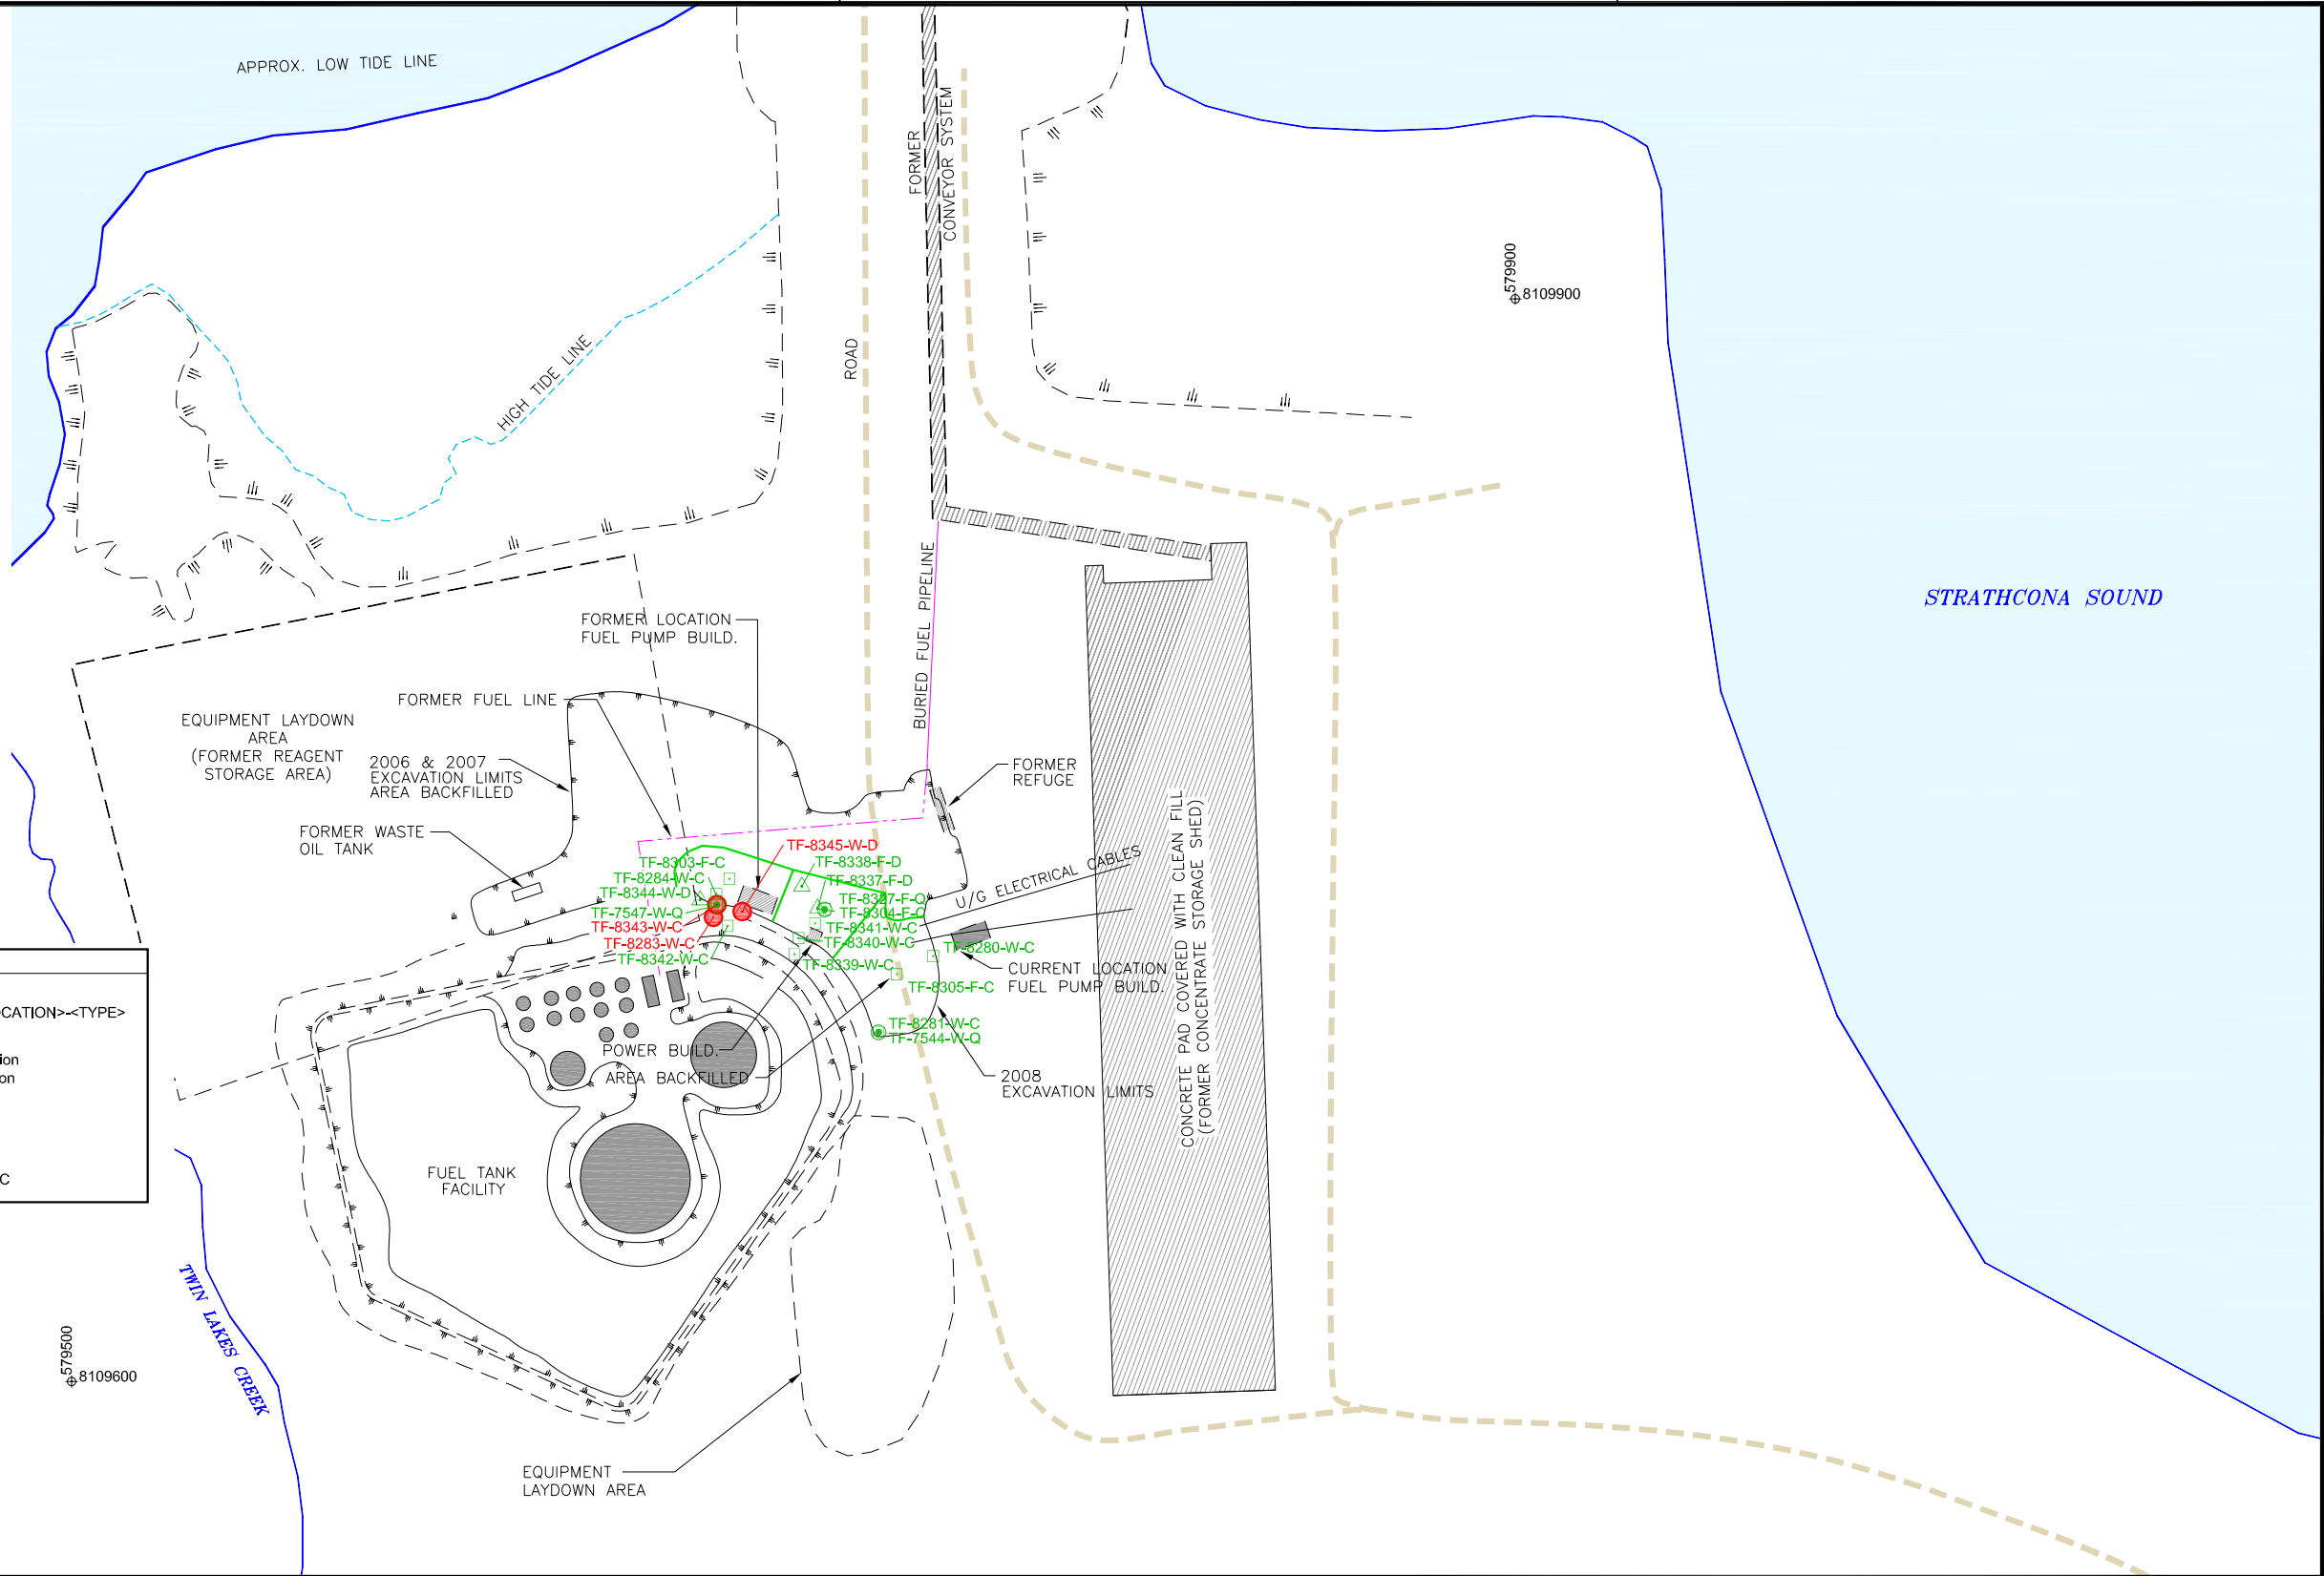 APPROX. LOW TIDE LINE
FORMER
CONVEYOR SYSTEM
579900
8109900
HIGH TIDE LINE
ROAD
STRATHCONA SOUND
BURIED FUEL PIPELINE
FORMER LOCATION
FUEL PUMP BUILD.
FORMER FUEL LINE
EQUIPMENT LAYDOWN
AREA
(FORMER REAGENT
STORAGE AREA)
2006 & 2007
EXCAVATION LIMITS
AREA BACKFILLED
FORMER
REFUGE
FORMER WASTE
OIL TANK
CONCRETE PAD COVERED WITH CLEAN FILL
(FORMER CONCENTRATE STORAGE SHED)
TF-8345-W-D
TF-8303-F-C
TF-8338-F-D
TF-8284-W-C
TF-8337-F-D
TF-8344-W-D
TF-8327-F-Q
TF-7547-W-Q
TF-8304-F-C
TF-8343-W-C
TF-8341-W-C
TF-8283-W-C
TF-8340-W-C
TF-8342-W-C
TF-8339-W-C
U/G ELECTRICAL CABLES
TF-8280-W-C
CURRENT LOCATION
FUEL PUMP BUILD.
TF-8305-F-C
TF-8281-W-C
TF-7544-W-Q
POWER BUILD.
AREA BACKFILLED
2008
EXCAVATION LIMITS
CATION>-<TYPE>
ion
on
C
FUEL TANK
FACILITY
TWIN LAKES CREEK
579500
8109600
EQUIPMENT
LAYDOWN AREA